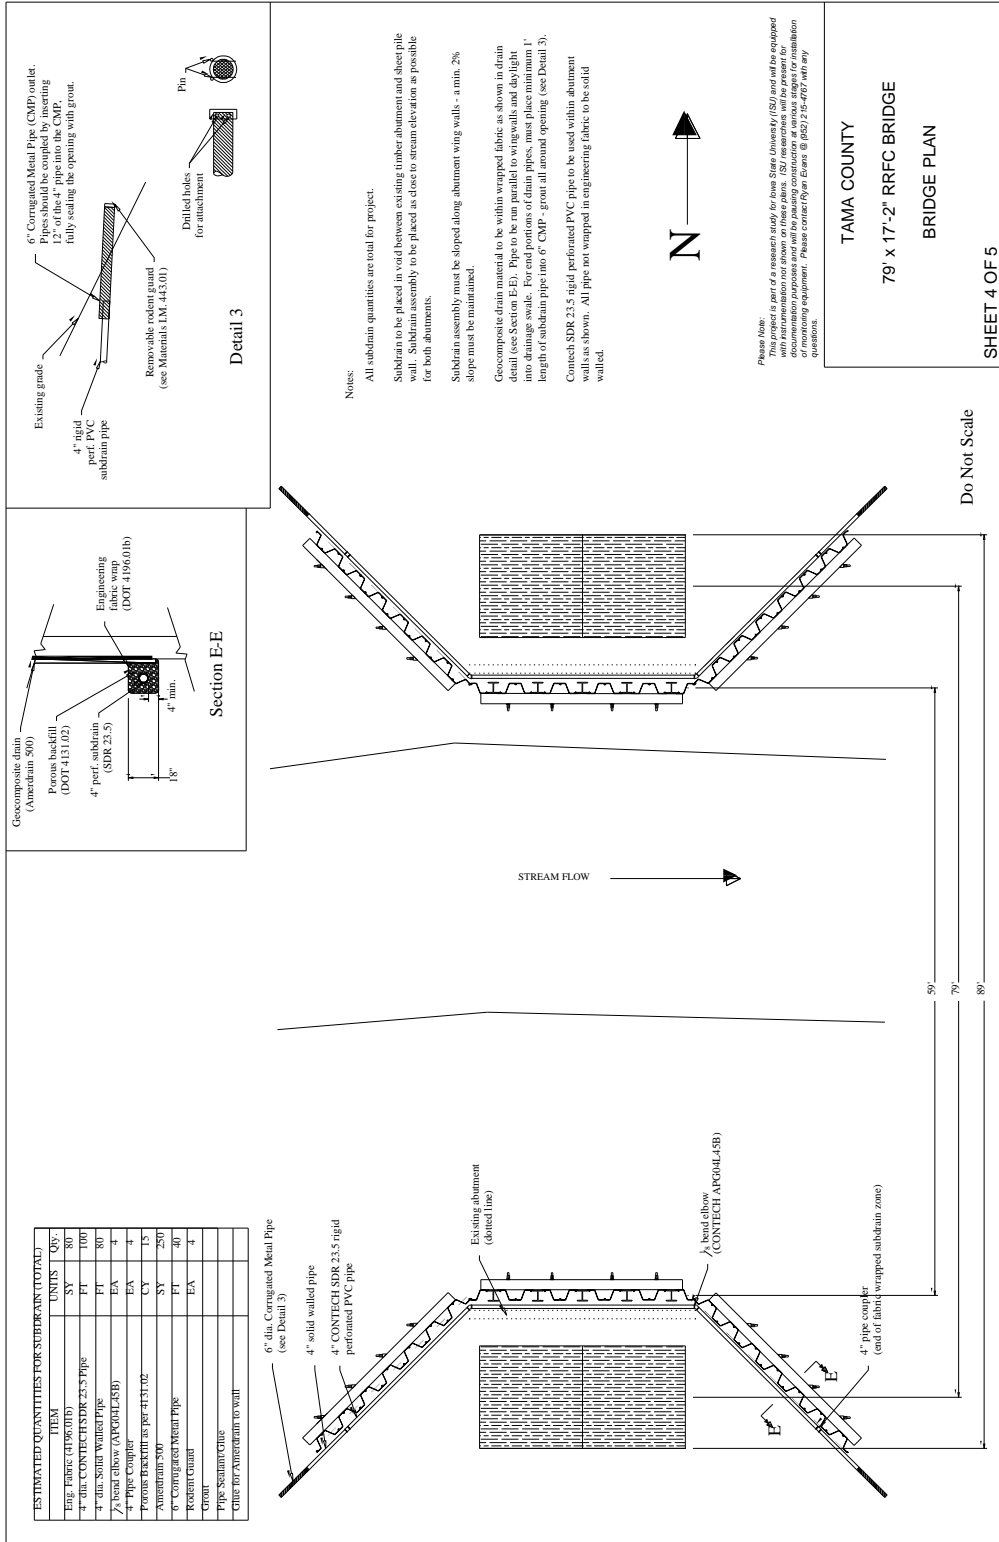 ESTIMATED QUANTITIES FOR SUBDRAIN (TOTAL)
ITEM UNITS Qty.
Eng. Fabric (4196.01b) SY 80
4" dia. CONTECH SDR 23.5 Pipe FT 100
4" dia. Solid Walled Pipe FT 80
⅛ bend elbow (APG04L45B) EA 4
4" Pipe Coupler EA 4
Porous Backfill as per 4131.02 CY 15
Amerdrain 500 SY 250
6" Corrugated Metal Pipe FT 40
Rodent Guard EA 4
Grout
Pipe Sealant/Glue
Glue for Amerdrain to wall
Geocomposite drain
(Amerdrain 500)
Porous backfill
(DOT 4131.02)
4" perf. subdrain
(SDR 23.5)
18"
4" min.
Engineering
fabric wrap
(DOT 4196.01b)
Section E-E
Existing grade
4" rigid
perf. PVC
subdrain pipe
6" Corrugated Metal Pipe (CMP) outlet.
Pipes should be coupled by inserting
12" of the 4" pipe into the CMP,
fully sealing the opening with grout.
Removable rodent guard
(see Materials I.M. 443.01)
Drilled holes
for attachment
Pin
Detail 3
6" dia. Corrugated Metal Pipe
(see Detail 3)
4" solid walled pipe
4" CONTECH SDR 23.5 rigid
perforated PVC pipe
Existing abutment
(dotted line)
⅛ bend elbow
(CONTECH APG04L45B)
4" pipe coupler
(end of fabric wrapped subdrain zone)
E
E
STREAM FLOW
59'
79'
89'
Notes:
All subdrain quantities are total for project.
Subdrain to be placed in void between existing timber abutment and sheet pile
wall. Subdrain assembly to be placed as close to stream elevation as possible
for both abutments.
Subdrain assembly must be sloped along abutment wing walls - a min. 2%
slope must be maintained.
Geocomposite drain material to be within wrapped fabric as shown in drain
detail (see Section E-E). Pipe to be run parallel to wingwalls and daylight
into drainage swale. For end portions of drain pipes, must place minimum 1'
length of subdrain pipe into 6" CMP - grout all around opening (see Detail 3).
Contech SDR 23.5 rigid perforated PVC pipe to be used within abutment
walls as shown. All pipe not wrapped in engineering fabric to be solid
walled.
N
Do Not Scale
Please Note:
This project is part of a research study for Iowa State University (ISU) and will be equipped
with instrumentation not shown on these plans. ISU researchers will be present for
documentation purposes and will be pausing construction at various stages for installation
of monitoring equipment. Please contact Ryan Evans @ (952) 215-4767 with any
questions.
TAMA COUNTY
79' x 17'-2" RRFC BRIDGE
BRIDGE PLAN
SHEET 4 OF 5